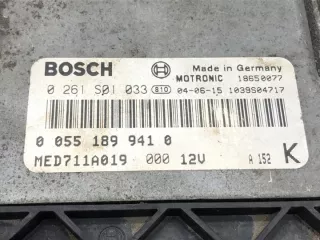 BOSCH Made in Germany
MOTRONIC 18650077
0 261 S01 033 810 04-06-15 1039S04717
0 055 189 941 0
MED711A019 000 12V A 152 K